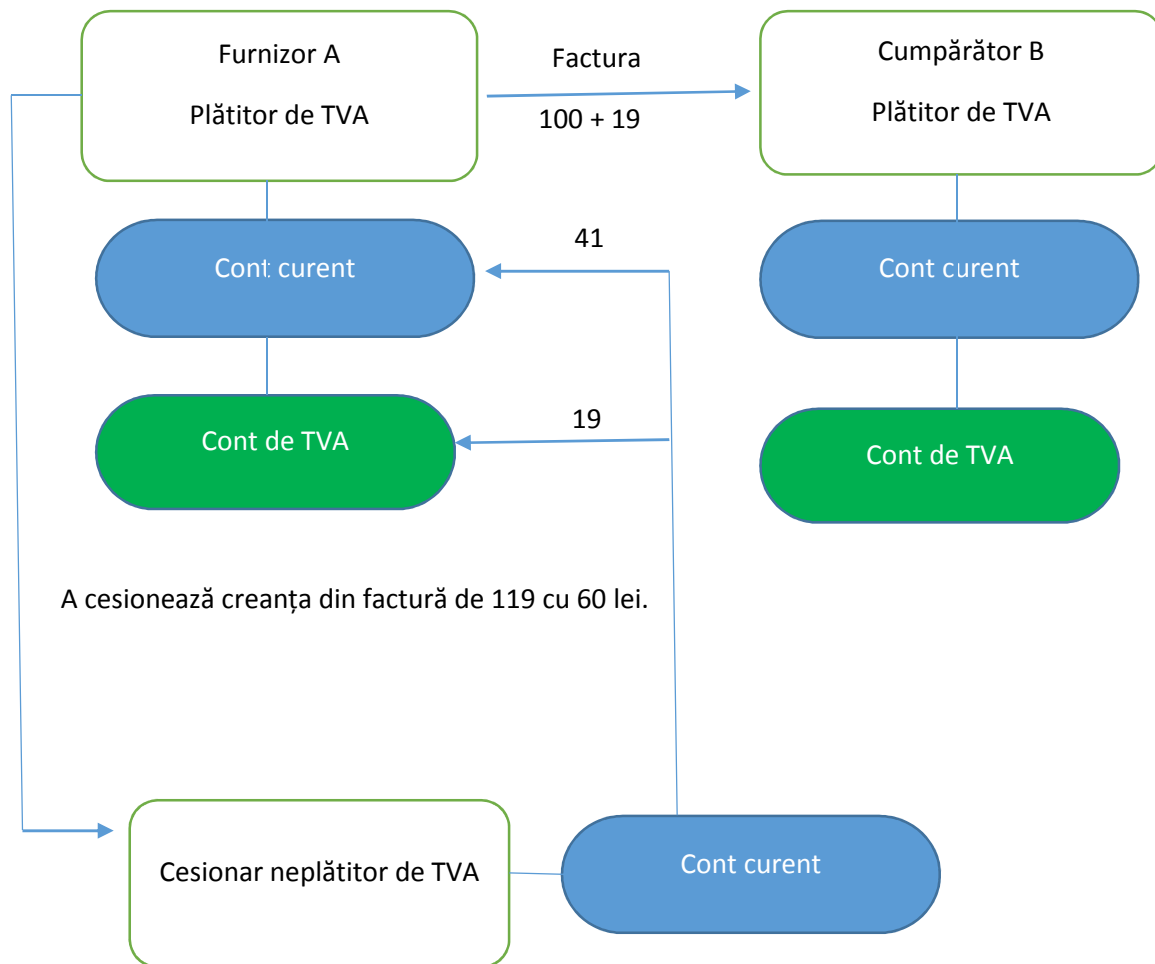 Furnizor A
Plătitor de TVA
Factura
100 + 19
Cumpărător B
Plătitor de TVA
Cont curent
41
Cont curent
Cont de TVA
19
Cont de TVA
A cesionează creanța din factură de 119 cu 60 lei.
Cesionar neplătitor de TVA
Cont curent